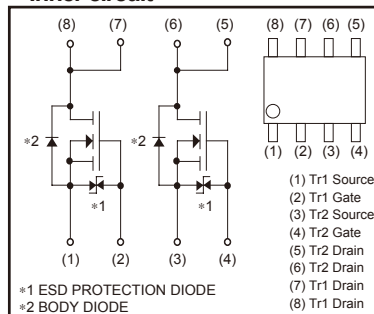 (8) (7) (6) (5)
(8) (7) (6) (5)
*2 *2
*1 *1
(1) (2) (3) (4)
(1) (2) (3) (4)
(1) Tr1 Source
(2) Tr1 Gate
(3) Tr2 Source
(4) Tr2 Gate
(5) Tr2 Drain
(6) Tr2 Drain
(7) Tr1 Drain
(8) Tr1 Drain
*1 ESD PROTECTION DIODE
*2 BODY DIODE